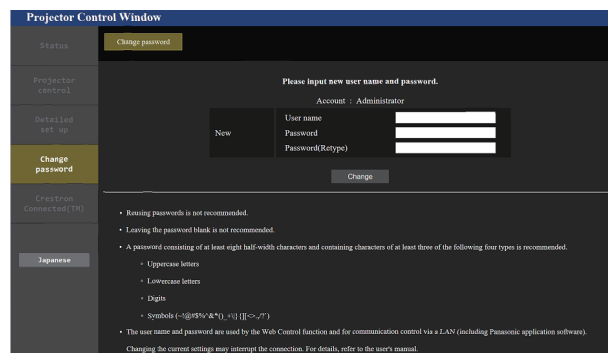 Projector Control Window
Status
Change password
Projector
control
Detailed
set up
Change
password
Crestron
Connected(TM)
Japanese
Please input new user name and password.
Account : Administrator
New
User name
Password
Password(Retype)
Change
• Reusing passwords is not recommended.
• Leaving the password blank is not recommended.
• A password consisting of at least eight half-width characters and containing characters of at least three of the following four types is recommended.
Uppercase letters
Lowercase letters
Digits
Symbols (~!@#$%^&*()_+\|{}[]<>.,/?`)
• The user name and password are used by the Web Control function and for communication control via a LAN (including Panasonic application software).
Changing the current settings may interrupt the connection. For details, refer to the user's manual.